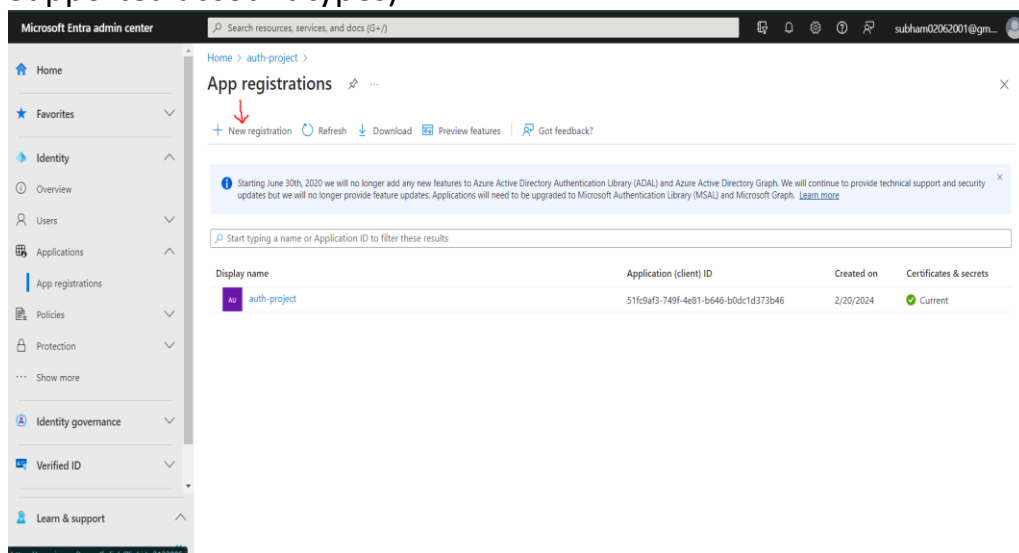 Microsoft Entra admin center
Search resources, services, and docs (G+/)
subham02062001@gm...
Home
Favorites
Identity
Overview
Users
Applications
App registrations
Policies
Protection
Show more
Identity governance
Verified ID
Learn & support
Home > auth-project >
App registrations
New registration Refresh Download Preview features Got feedback?
Starting June 30th, 2020 we will no longer add any new features to Azure Active Directory Authentication Library (ADAL) and Azure Active Directory Graph. We will continue to provide technical support and security
updates but we will no longer provide feature updates. Applications will need to be upgraded to Microsoft Authentication Library (MSAL) and Microsoft Graph. Learn more
Start typing a name or Application ID to filter these results
Display name Application (client) ID Created on Certificates & secrets
AU auth-project 51fc9af3-749f-4e81-b646-b0dc1d373b46 2/20/2024 Current